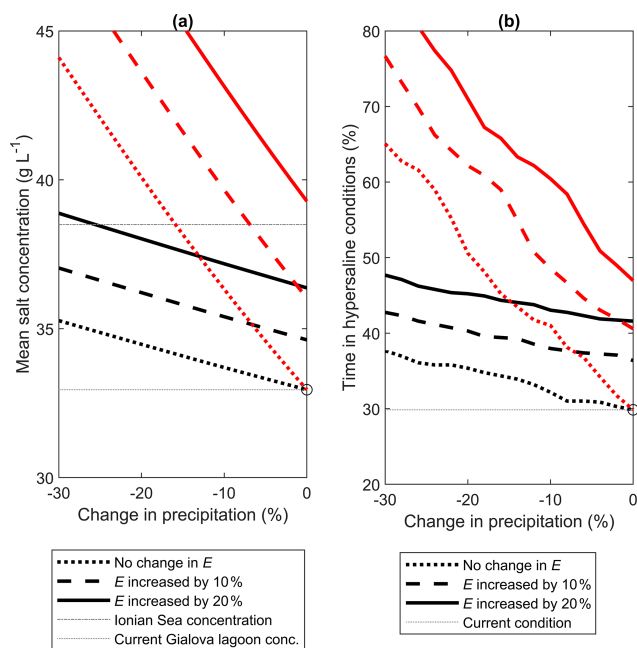 (a)
45
40
35
30
Mean salt concentration (g L⁻¹)
-30
-20
-10
0
Change in precipitation (%)
No change in E
E increased by 10%
E increased by 20%
Ionian Sea concentration
Current Gialova lagoon conc.
(b)
80
70
60
50
40
30
20
Time in hypersaline conditions (%)
-30
-20
-10
0
Change in precipitation (%)
No change in E
E increased by 10%
E increased by 20%
Current condition